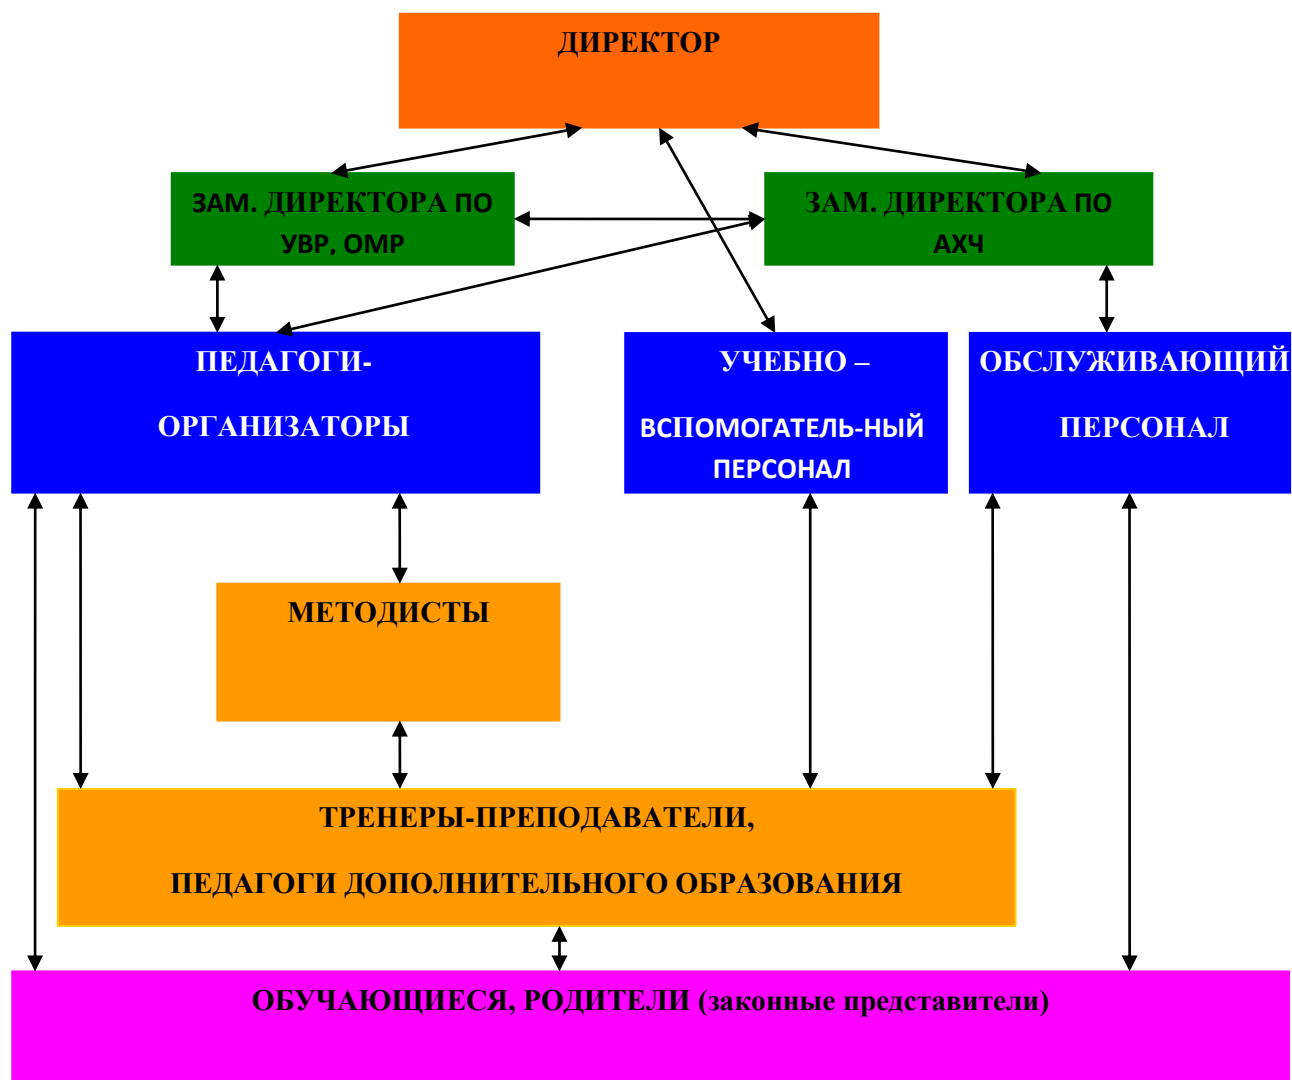 ДИРЕКТОР
ЗАМ. ДИРЕКТОРА ПО
УВР, ОМР
ЗАМ. ДИРЕКТОРА ПО
АХЧ
ПЕДАГОГИ-
ОРГАНИЗАТОРЫ
УЧЕБНО –
ВСПОМОГАТЕЛЬ-НЫЙ
ПЕРСОНАЛ
ОБСЛУЖИВАЮЩИЙ
ПЕРСОНАЛ
МЕТОДИСТЫ
ТРЕНЕРЫ-ПРЕПОДАВАТЕЛИ,
ПЕДАГОГИ ДОПОЛНИТЕЛЬНОГО ОБРАЗОВАНИЯ
ОБУЧАЮЩИЕСЯ, РОДИТЕЛИ (законные представители)